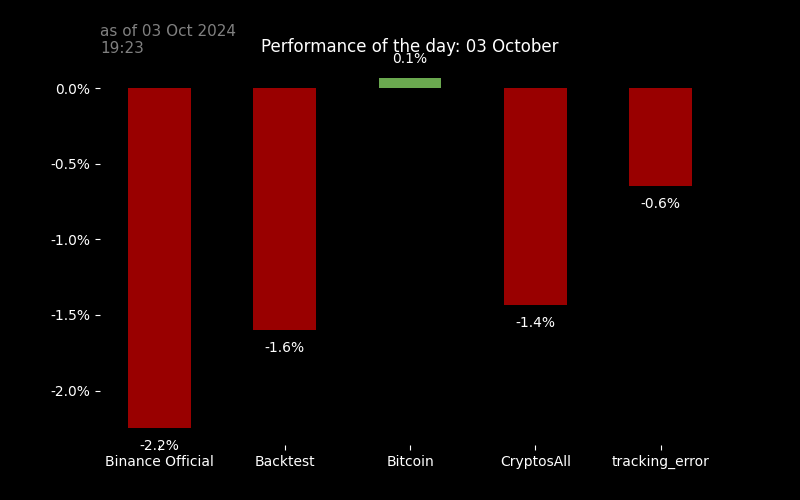 as of 03 Oct 2024
19:23
Performance of the day: 03 October
0.1%
0.0%
-0.5%
-0.6%
-1.0%
-1.5%
-1.4%
-1.6%
-2.0%
-2.2%
Binance Official
Backtest
Bitcoin
CryptosAll
tracking_error